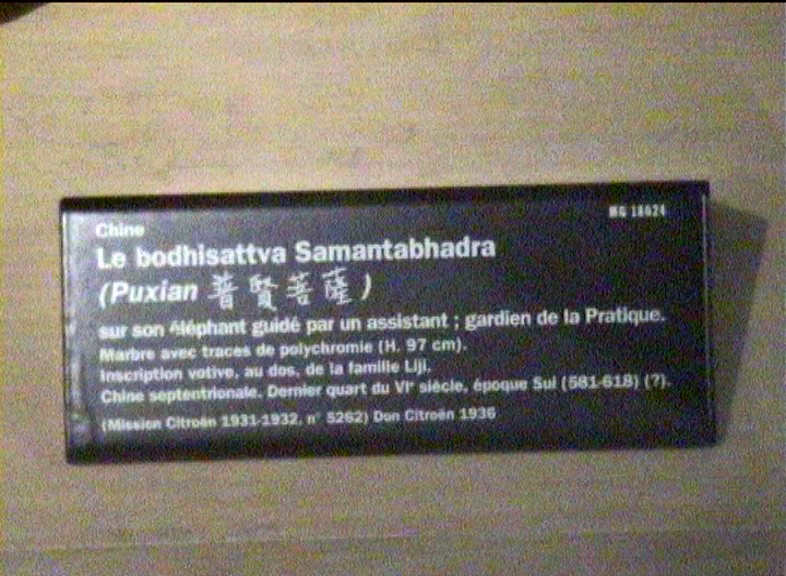 MG 18624
Chine
Le bodhisattva Samantabhadra
(Puxian 普賢菩薩)
sur son éléphant guidé par un assistant ; gardien de la Pratique.
Marbre avec traces de polychromie (H. 97 cm).
Inscription votive, au dos, de la famille Liji.
Chine septentrionale. Dernier quart du VIᵉ siècle, époque Sui (581-618) (?).
(Mission Citroën 1931-1932, n° 5262) Don Citroën 1936